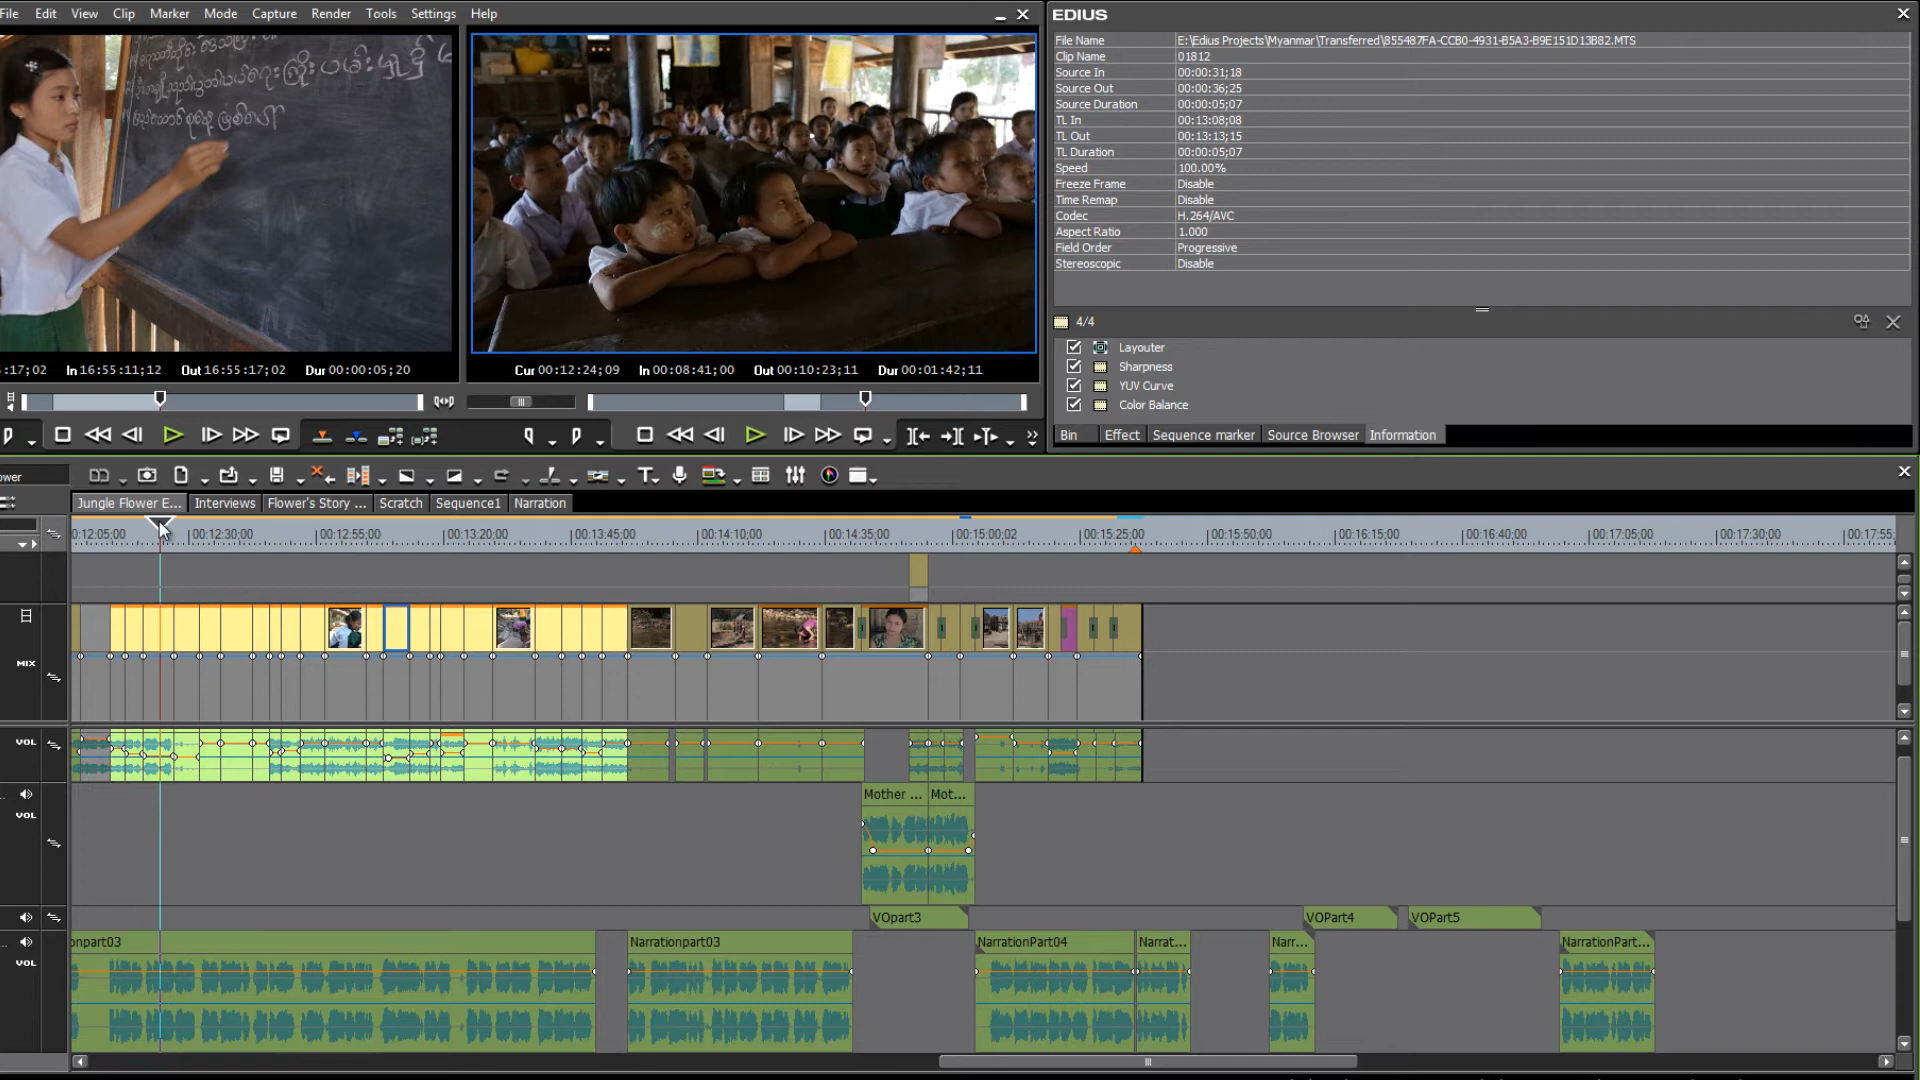 File Edit View Clip Marker Mode Capture Render Tools Settings Help
EDIUS
File Name E:\Edius Projects\Myanmar\Transferred\855487FA-CCB0-4931-B5A3-B9E151D13B82.MTS
Clip Name 01812
Source In 00:00:31;18
Source Out 00:00:36;25
Source Duration 00:00:05;07
TL In 00:13:08;08
TL Out 00:13:13;15
TL Duration 00:00:05;07
Speed 100.00%
Freeze Frame Disable
Time Remap Disable
Codec H.264/AVC
Aspect Ratio 1.000
Field Order Progressive
Stereoscopic Disable
4/4
Layouter
Sharpness
YUV Curve
Color Balance
:17;02 In 16:55:11;12 Out 16:55:17;02 Dur 00:00:05;20
Cur 00:12:24;09 In 00:08:41;00 Out 00:10:23;11 Dur 00:01:42;11
Bin Effect Sequence marker Source Browser Information
ower
Jungle Flower E... Interviews Flower's Story ... Scratch Sequence1 Narration
0:12:05;00 00:12:30;00 00:12:55;00 00:13:20;00 00:13:45;00 00:14:10;00 00:14:35;00 00:15:00;02 00:15:25;00 00:15:50;00 00:16:15;00 00:16:40;00 00:17:05;00 00:17:30;00 00:17:55;
MIX
VOL
Mother ... Mot...
VOL
VOpart3 VOPart4 VOPart5
onpart03 Narrationpart03 NarrationPart04 Narrat... Narr... NarrationPart...
VOL